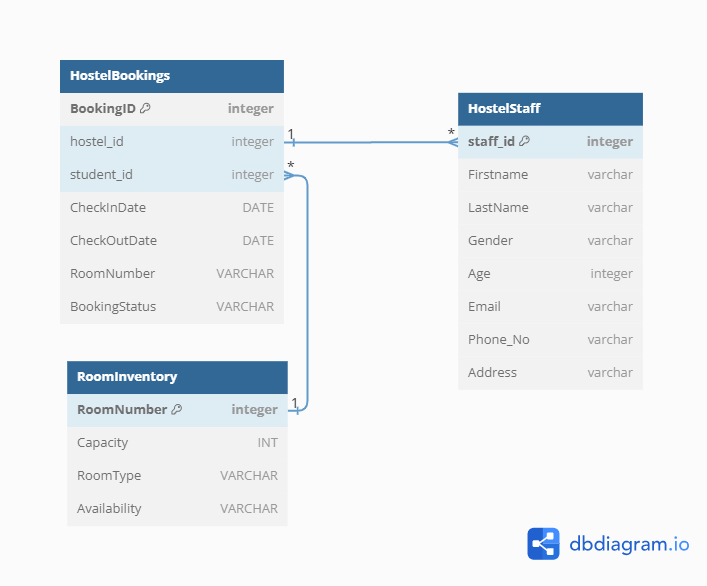 HostelBookings
BookingID integer
hostel_id integer
student_id integer
CheckInDate DATE
CheckOutDate DATE
RoomNumber VARCHAR
BookingStatus VARCHAR
1
*
*
HostelStaff
staff_id integer
Firstname varchar
LastName varchar
Gender varchar
Age integer
Email varchar
Phone_No varchar
Address varchar
RoomInventory
RoomNumber integer
1
Capacity INT
RoomType VARCHAR
Availability VARCHAR
dbdiagram.io